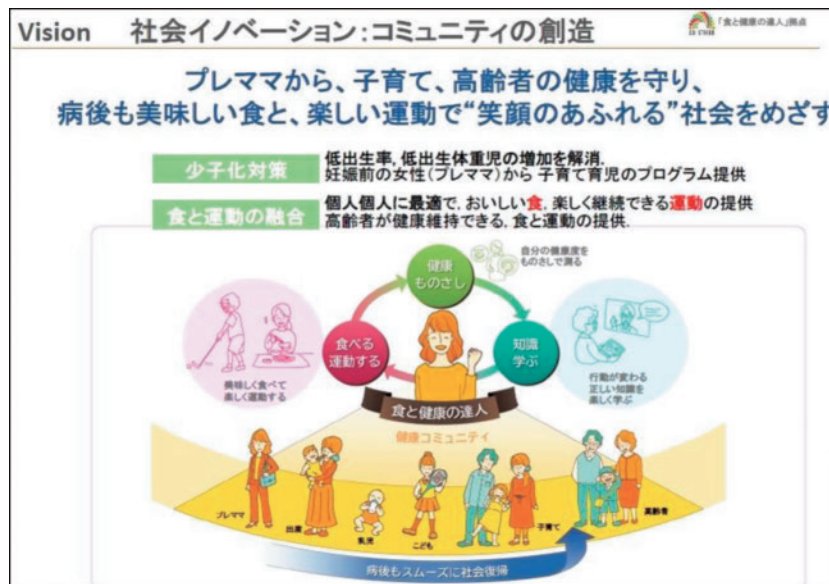 Vision 社会イノベーション:コミュニティの創造
「食と健康の達人」拠点
プレママから、子育て、高齢者の健康を守り、
病後も美味しい食と、楽しい運動で“笑顔のあふれる”社会をめざす
少子化対策
低出生率, 低出生体重児の増加を解消.
妊娠前の女性(プレママ)から 子育て育児のプログラム提供
食と運動の融合
個人個人に最適で, おいしい食, 楽しく継続できる運動の提供
高齢者が健康維持できる, 食と運動の提供.
健康
ものさし
自分の健康度を
ものさしで測る
食べる
運動する
知識
学ぶ
美味しく食べて
楽しく運動する
行動が変わる
正しい知識を
楽しく学ぶ
食と健康の達人
健康コミュニティ
プレママ
出産
乳児
こども
子育て
高齢者
病後もスムーズに社会復帰